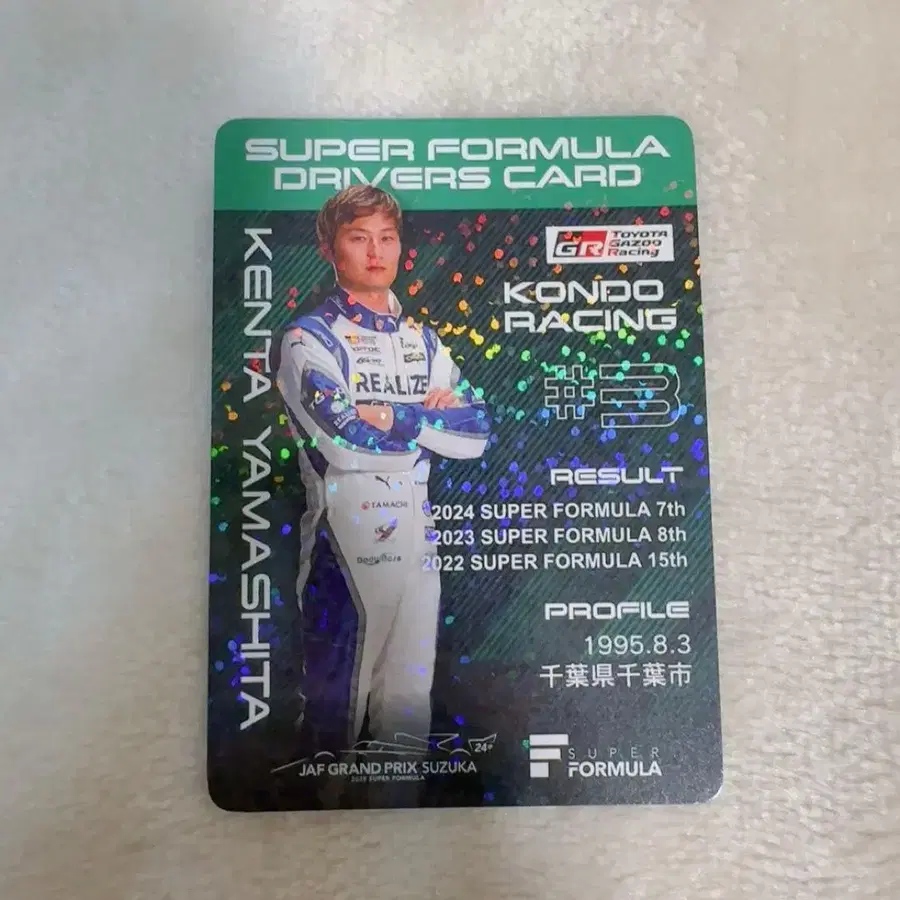 SUPER FORMULA
DRIVERS CARD
KENTA YAMASHITA
GR TOYOTA
GAZOO
Racing
KONDO
RACING
#3
REALIZE
TAMACHI
RESULT
2024 SUPER FORMULA 7th
2023 SUPER FORMULA 8th
2022 SUPER FORMULA 15th
PROFILE
1995.8.3
千葉県千葉市
24th
JAF GRAND PRIX SUZUKA
SUPER
FORMULA